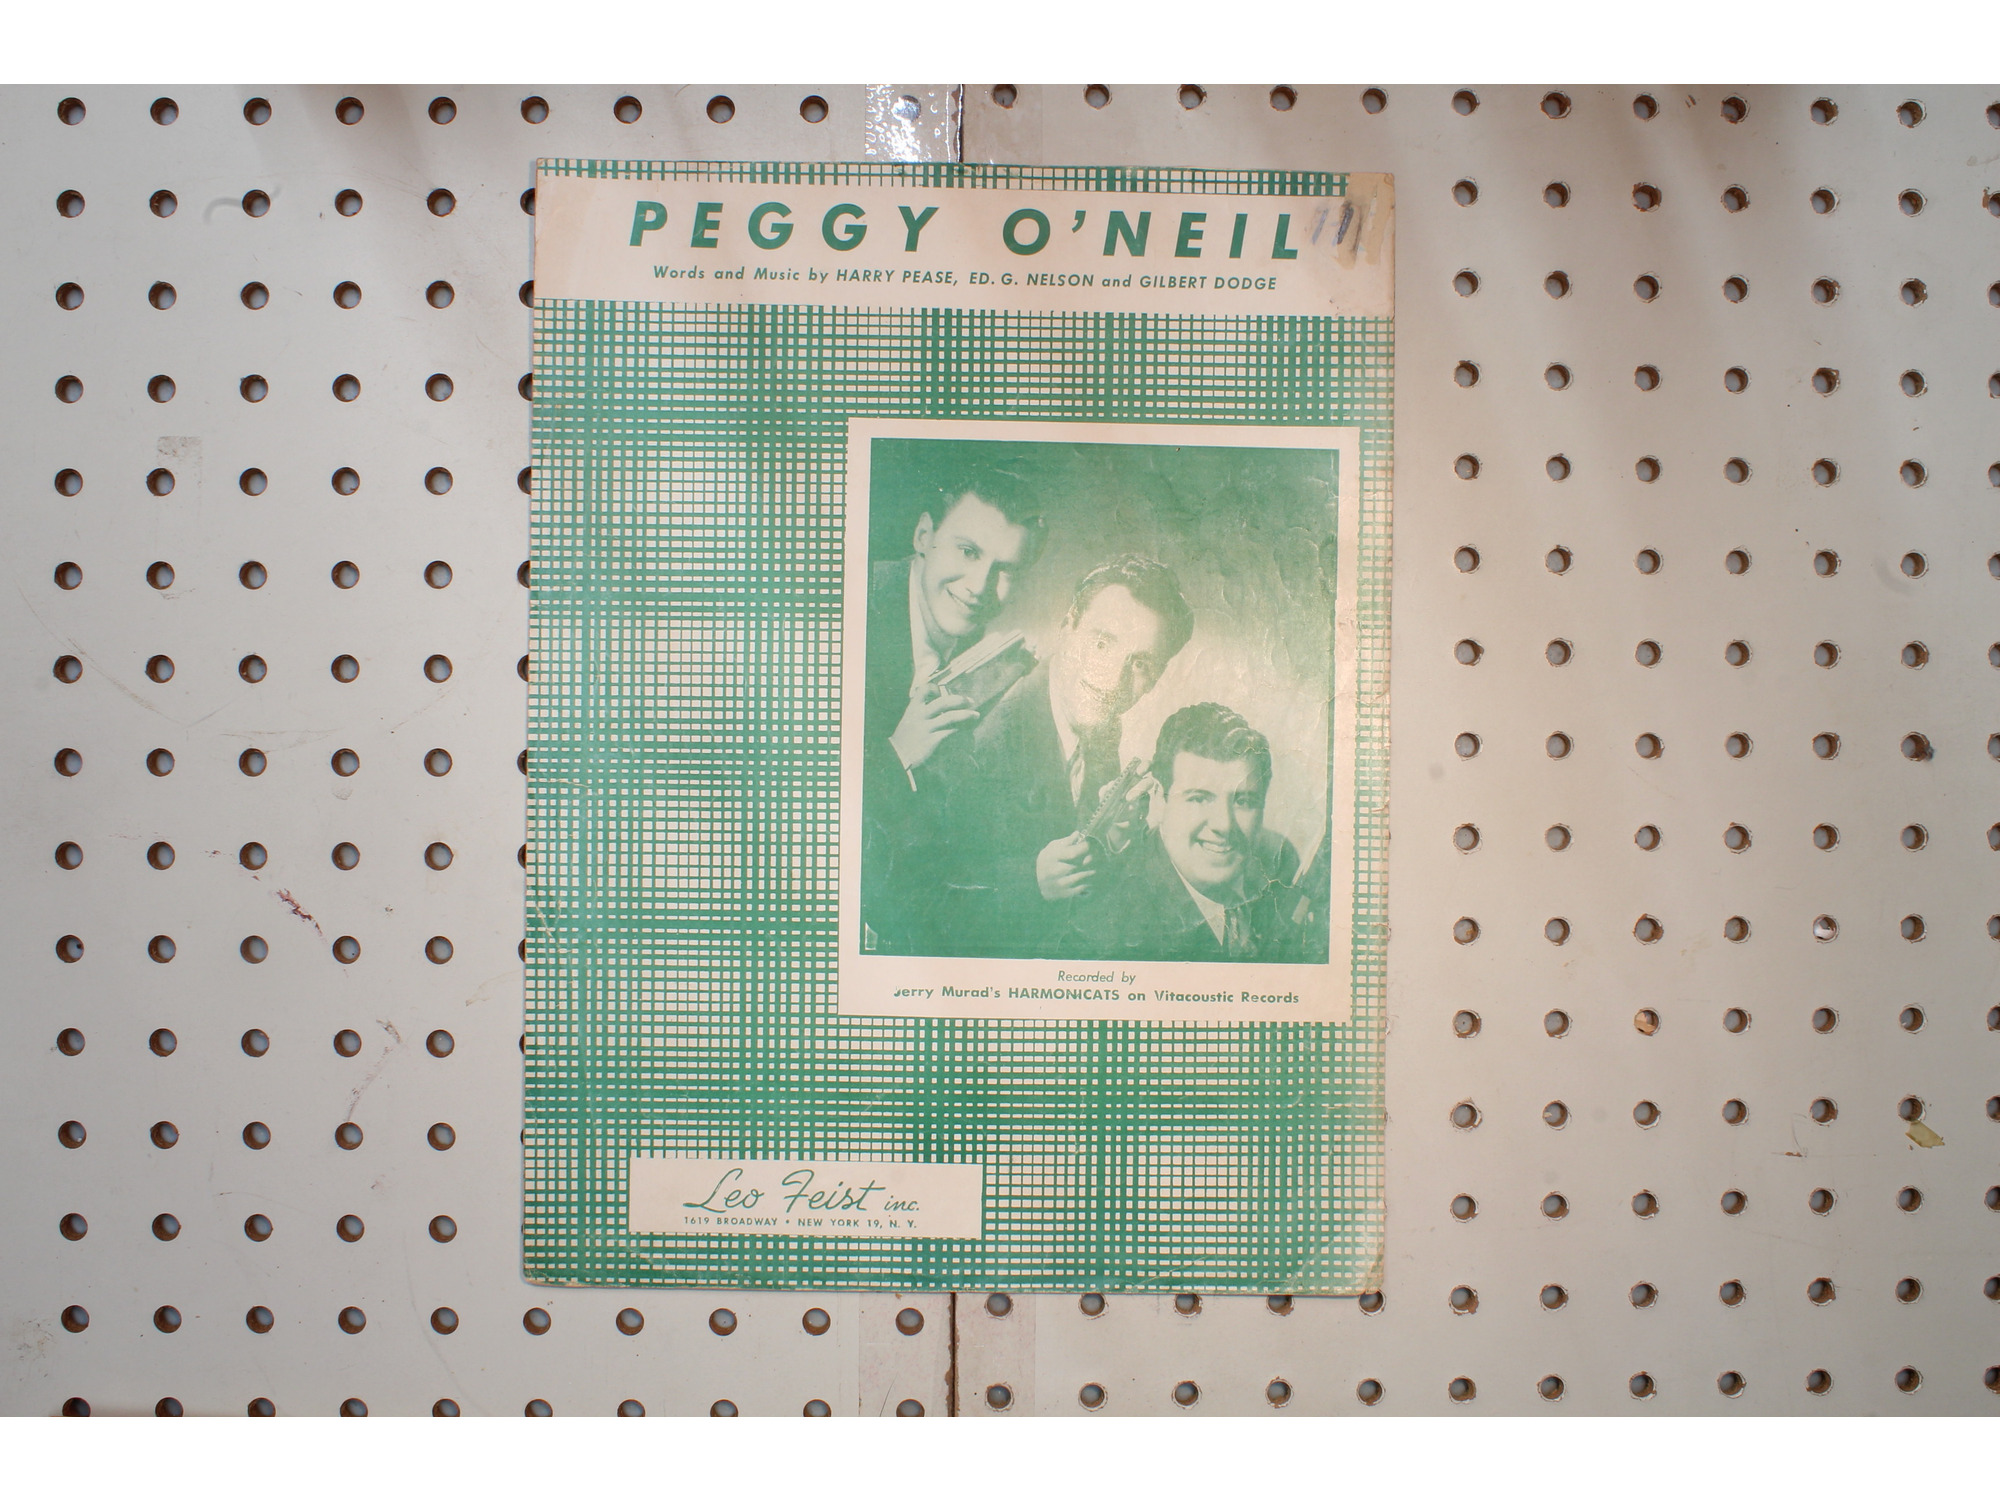 PEGGY O'NEIL
Words and Music by HARRY PEASE, ED. G. NELSON and GILBERT DODGE
Recorded by
Jerry Murad's HARMONICATS on Vitacoustic Records
Leo Feist inc.
1619 BROADWAY • NEW YORK 19, N. Y.